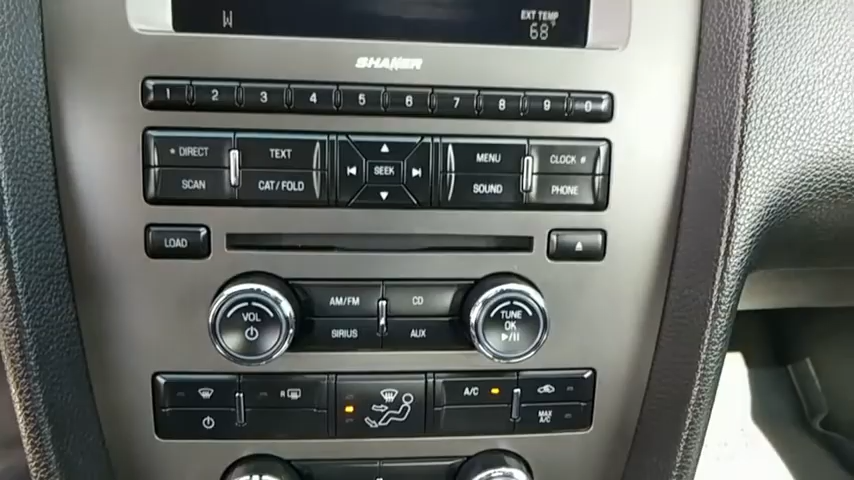 W
EXT TEMP
68°
SHAKER
1 2 3 4 5 6 7 8 9 0
* DIRECT TEXT MENU CLOCK #
SEEK
SCAN CAT/FOLD SOUND PHONE
LOAD
VOL AM/FM CD TUNE
OK
SIRIUS AUX
R A/C
MAX
A/C